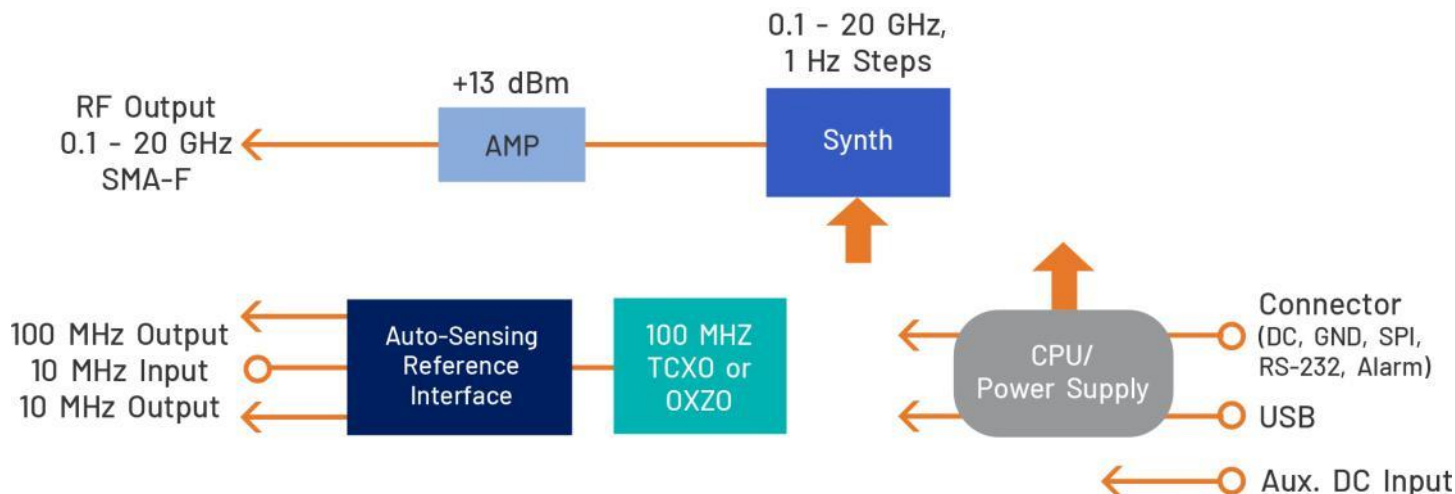 0.1 - 20 GHz,
1 Hz Steps
+13 dBm
RF Output
0.1 - 20 GHz
SMA-F
AMP
Synth
100 MHz Output
10 MHz Input
10 MHz Output
Auto-Sensing
Reference
Interface
100 MHZ
TCXO or
OXZO
CPU/
Power Supply
Connector
(DC, GND, SPI,
RS-232, Alarm)
USB
Aux. DC Input